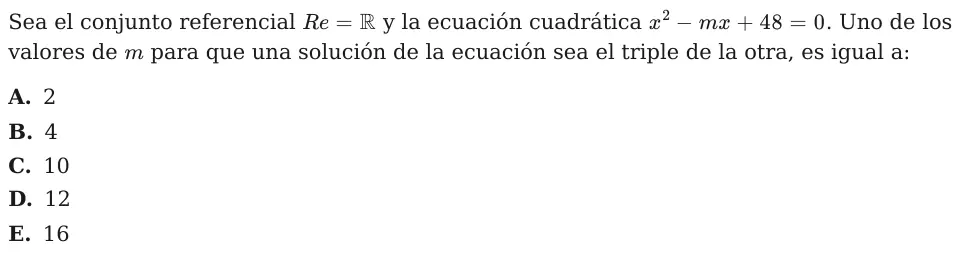 Sea el conjunto referencial Re = ℝ y la ecuación cuadrática x² − mx + 48 = 0. Uno de los
valores de m para que una solución de la ecuación sea el triple de la otra, es igual a:
A. 2
B. 4
C. 10
D. 12
E. 16